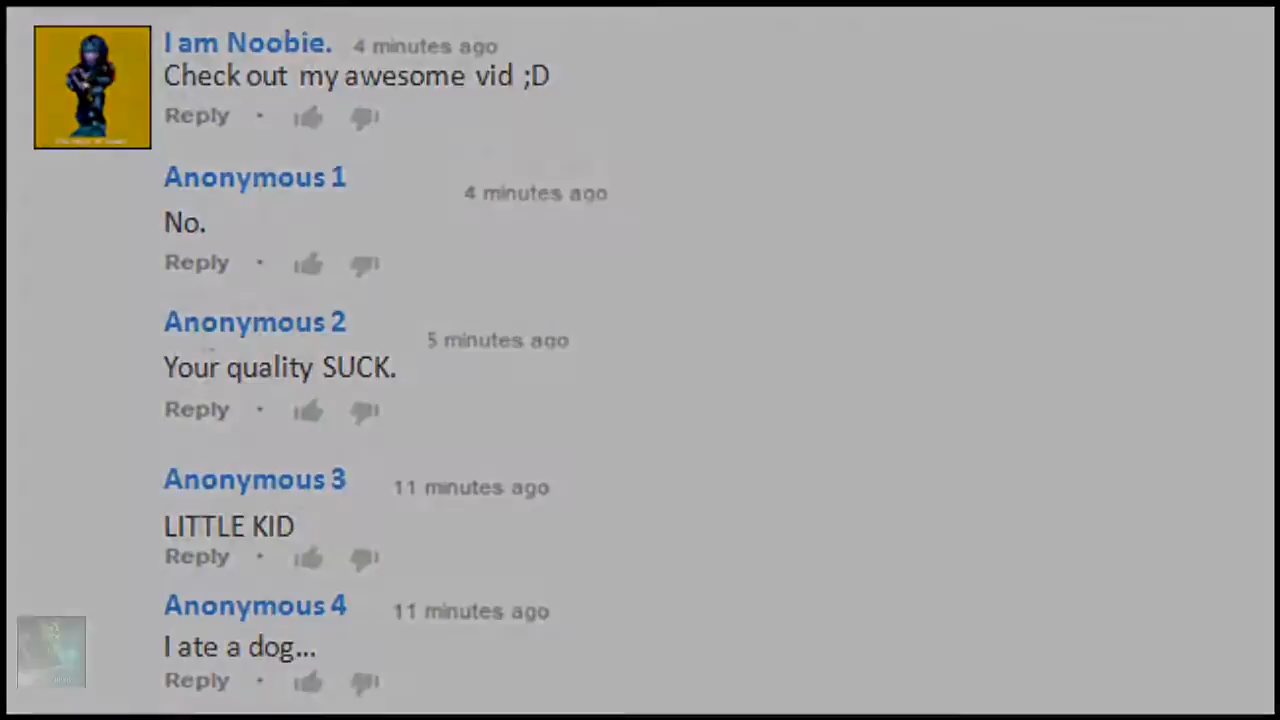 I am Noobie. 4 minutes ago
Check out my awesome vid ;D
Reply •
Anonymous 1 4 minutes ago
No.
Reply •
Anonymous 2 5 minutes ago
Your quality SUCK.
Reply •
Anonymous 3 11 minutes ago
LITTLE KID
Reply •
Anonymous 4 11 minutes ago
I ate a dog...
Reply •